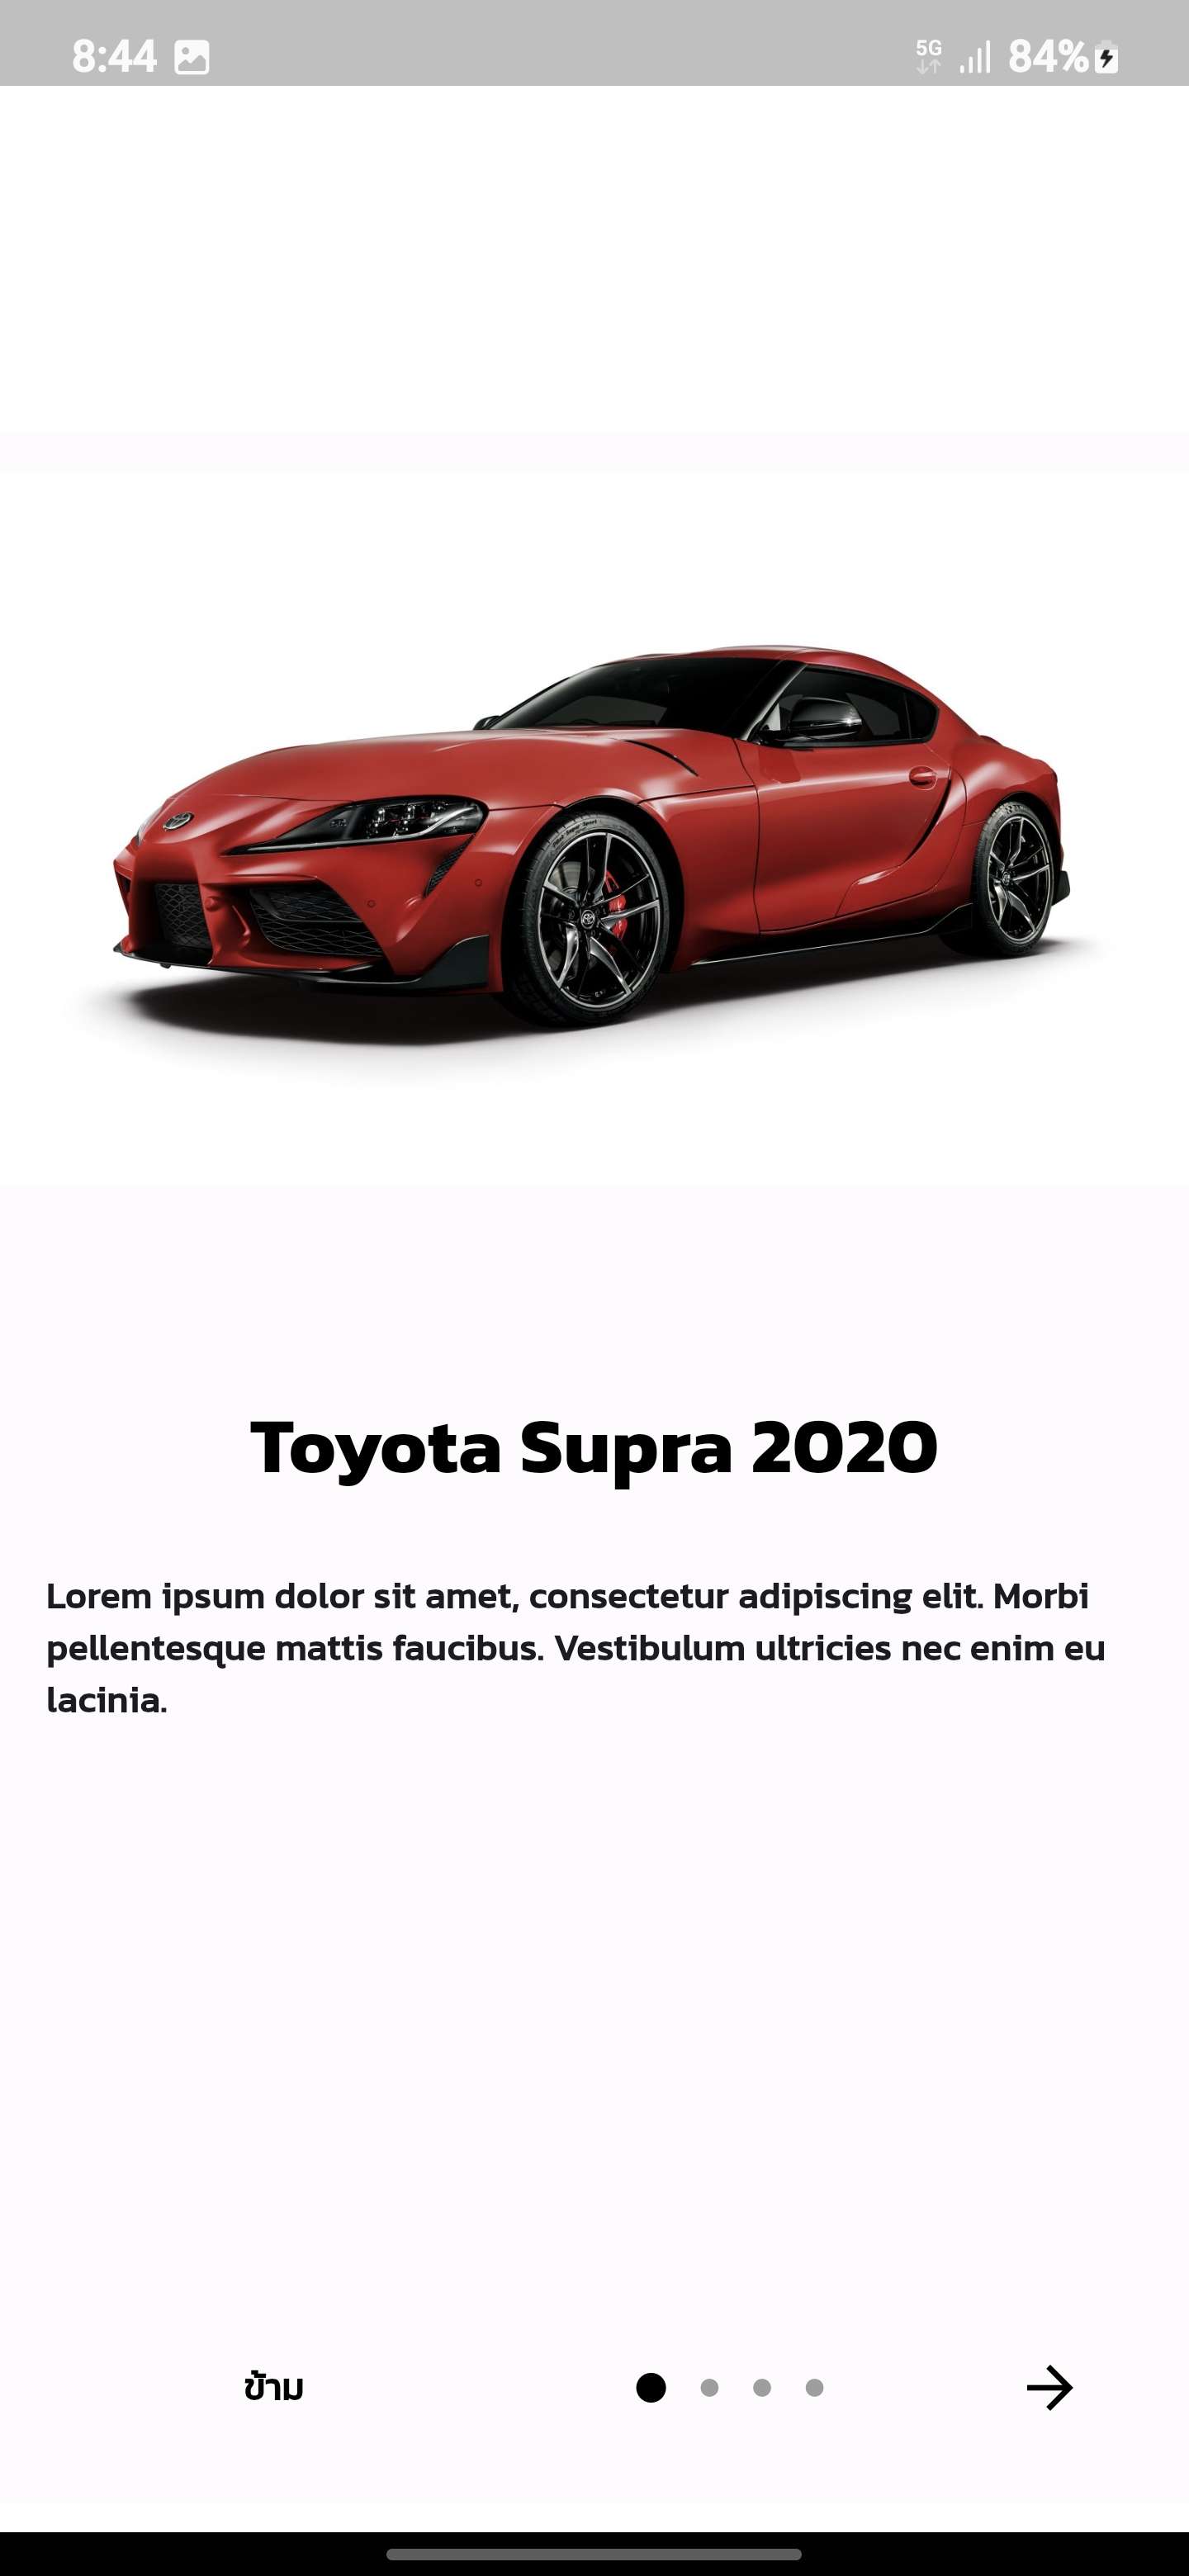 8:44
5G
84%
Toyota Supra 2020
Lorem ipsum dolor sit amet, consectetur adipiscing elit. Morbi
pellentesque mattis faucibus. Vestibulum ultricies nec enim eu
lacinia.
ข้าม